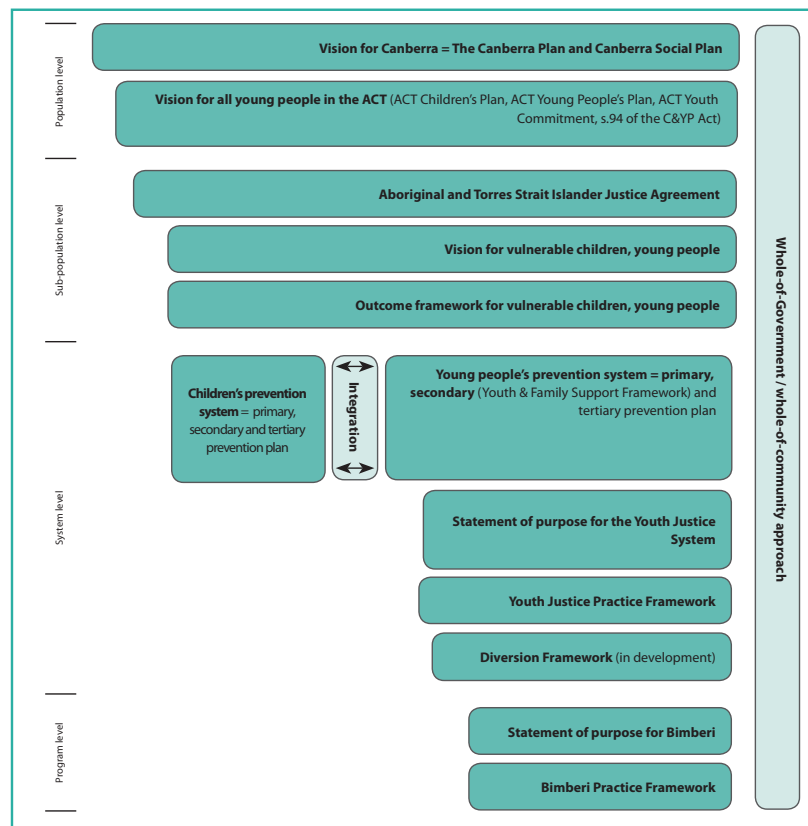 Population level
Vision for Canberra = The Canberra Plan and Canberra Social Plan
Vision for all young people in the ACT (ACT Children's Plan, ACT Young People's Plan, ACT Youth
Commitment, s.94 of the C&YP Act)
Sub-population level
Aboriginal and Torres Strait Islander Justice Agreement
Vision for vulnerable children, young people
Outcome framework for vulnerable children, young people
System level
Children's prevention
system = primary,
secondary and tertiary
prevention plan
Integration
Young people's prevention system = primary,
secondary (Youth & Family Support Framework) and
tertiary prevention plan
Statement of purpose for the Youth Justice
System
Youth Justice Practice Framework
Diversion Framework (in development)
Program level
Statement of purpose for Bimberi
Bimberi Practice Framework
Whole-of-Government / whole-of-community approach